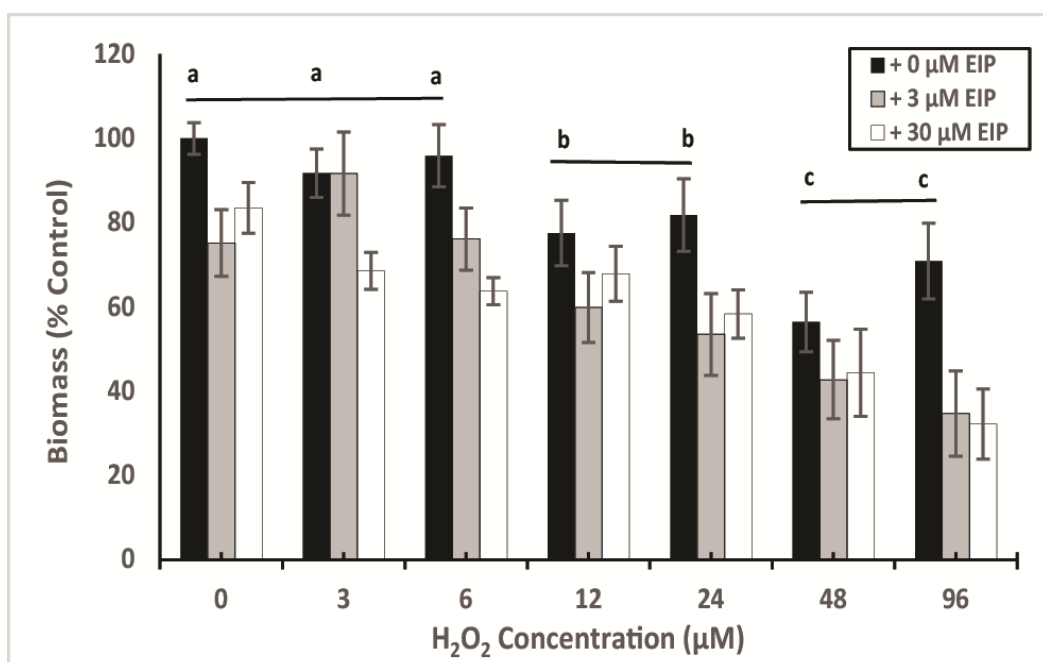 120
100
80
60
40
20
0
Biomass (% Control)
a a a
b b
c c
+ 0 µM EIP
+ 3 µM EIP
+ 30 µM EIP
0 3 6 12 24 48 96
H₂O₂ Concentration (µM)